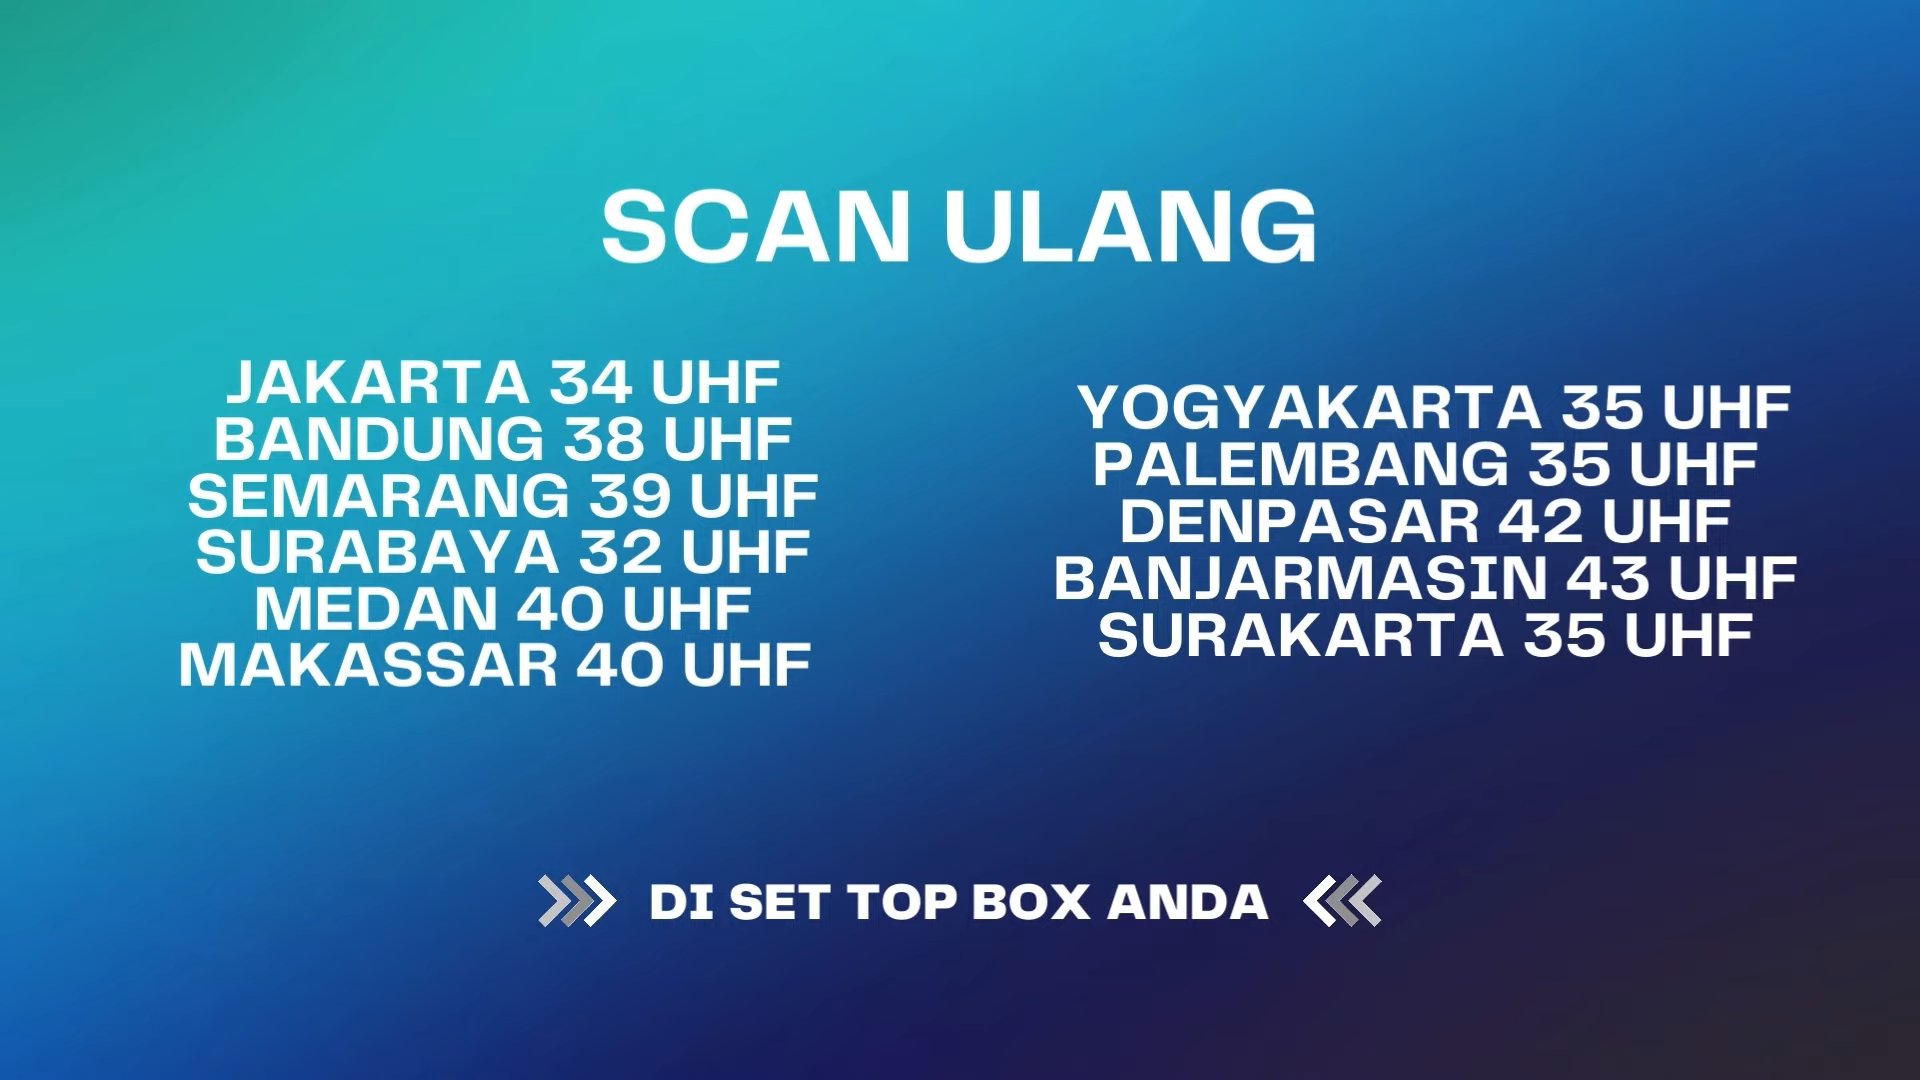 SCAN ULANG
JAKARTA 34 UHF
BANDUNG 38 UHF
SEMARANG 39 UHF
SURABAYA 32 UHF
MEDAN 40 UHF
MAKASSAR 40 UHF
YOGYAKARTA 35 UHF
PALEMBANG 35 UHF
DENPASAR 42 UHF
BANJARMASIN 43 UHF
SURAKARTA 35 UHF
DI SET TOP BOX ANDA